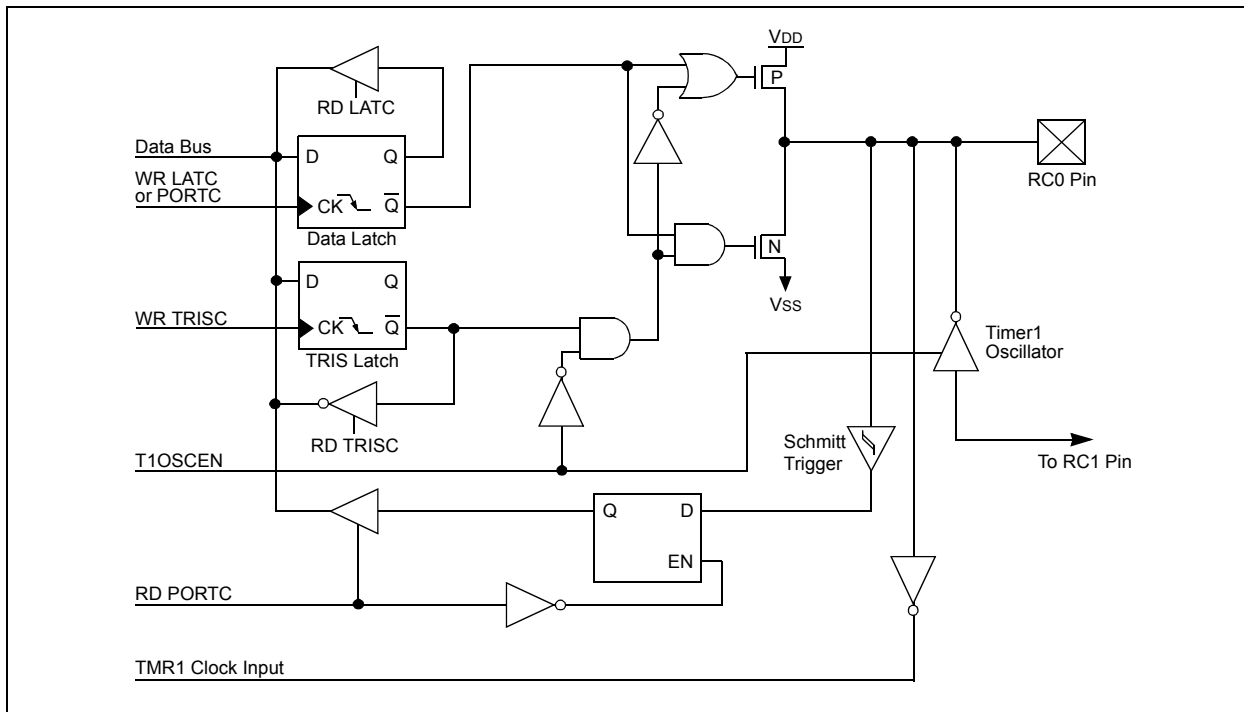 VDD
P
RD LATC
Data Bus
D Q
RC0 Pin
WR LATC
or PORTC
CK Q
Data Latch
N
D Q
VSS
WR TRISC
CK Q
Timer1
Oscillator
TRIS Latch
RD TRISC
Schmitt
Trigger
T1OSCEN
To RC1 Pin
Q D
EN
RD PORTC
TMR1 Clock Input